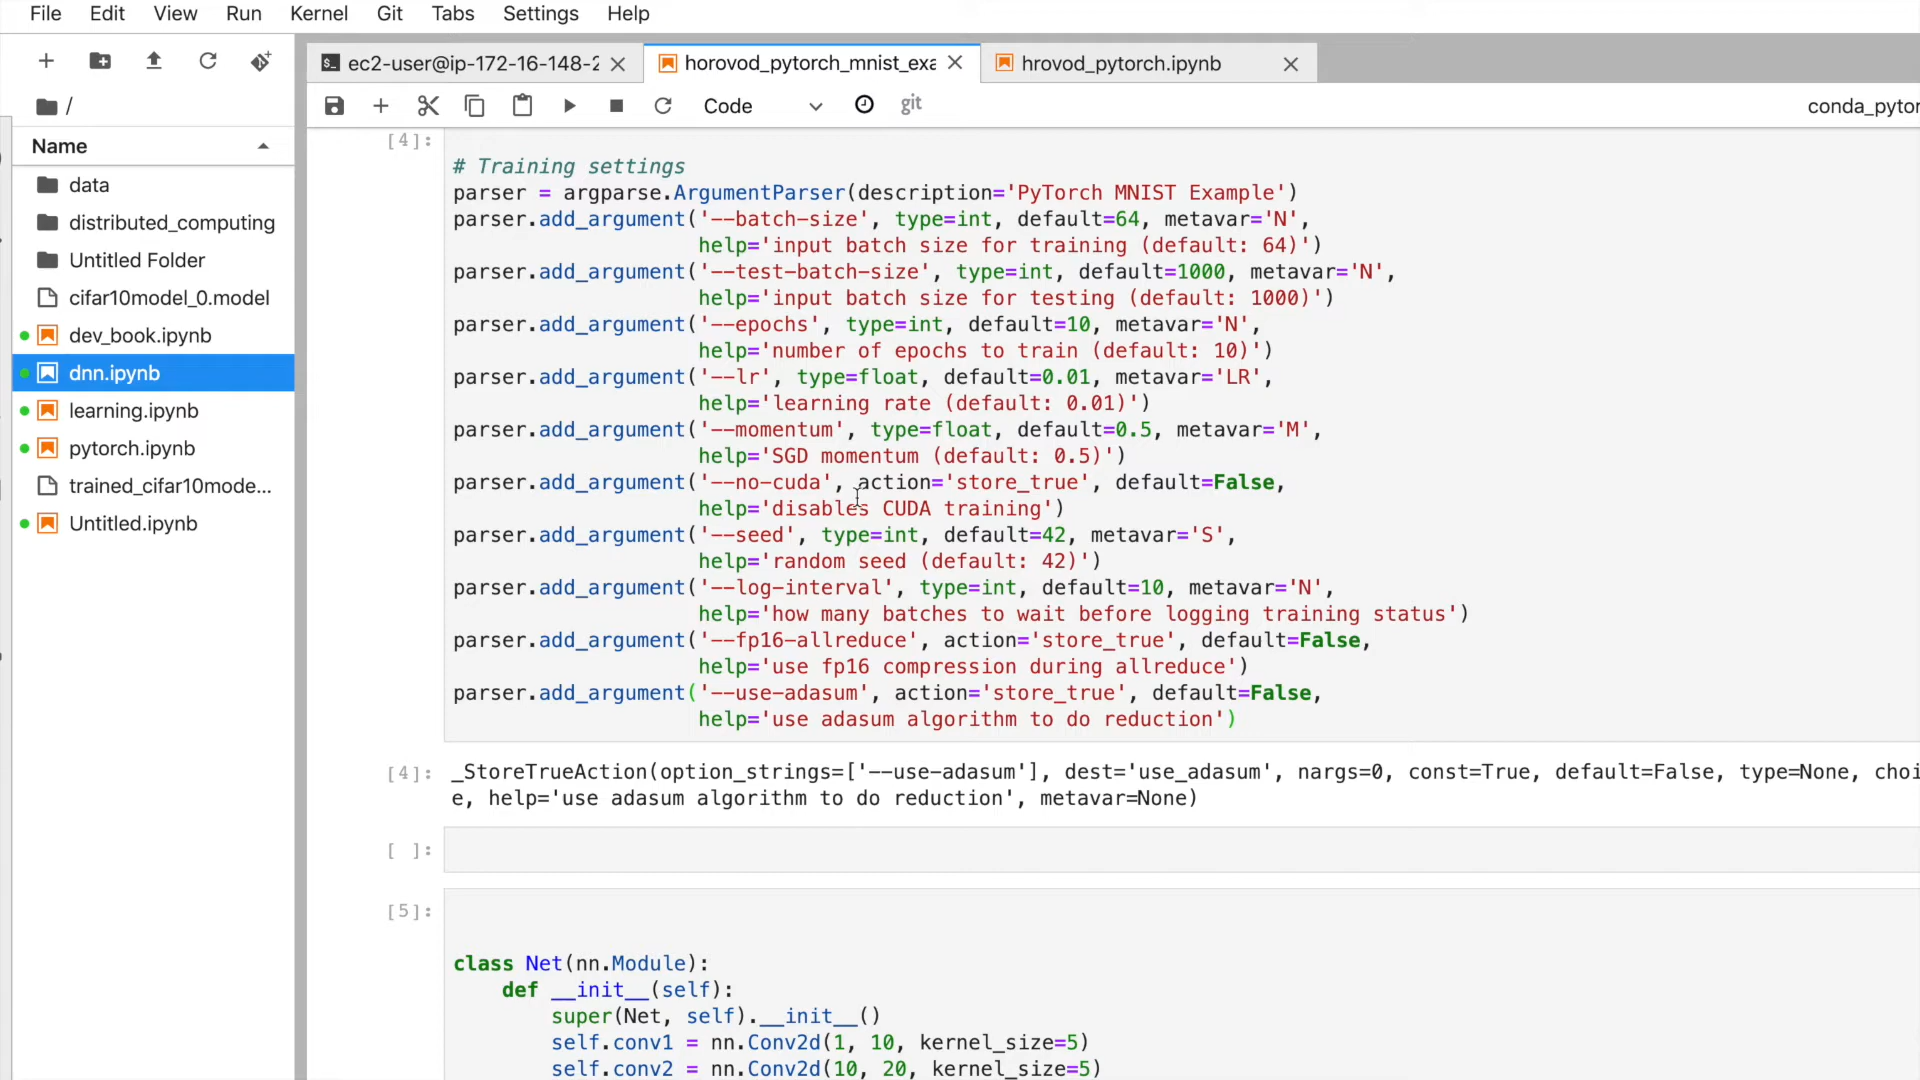 File Edit View Run Kernel Git Tabs Settings Help
ec2-user@ip-172-16-148-2
horovod_pytorch_mnist_exa
hrovod_pytorch.ipynb
/
Code
git
conda_pytor
Name
data
distributed_computing
Untitled Folder
cifar10model_0.model
dev_book.ipynb
dnn.ipynb
learning.ipynb
pytorch.ipynb
trained_cifar10mode...
Untitled.ipynb
[4]:
# Training settings
parser = argparse.ArgumentParser(description='PyTorch MNIST Example')
parser.add_argument('--batch-size', type=int, default=64, metavar='N',
help='input batch size for training (default: 64)')
parser.add_argument('--test-batch-size', type=int, default=1000, metavar='N',
help='input batch size for testing (default: 1000)')
parser.add_argument('--epochs', type=int, default=10, metavar='N',
help='number of epochs to train (default: 10)')
parser.add_argument('--lr', type=float, default=0.01, metavar='LR',
help='learning rate (default: 0.01)')
parser.add_argument('--momentum', type=float, default=0.5, metavar='M',
help='SGD momentum (default: 0.5)')
parser.add_argument('--no-cuda', action='store_true', default=False,
help='disables CUDA training')
parser.add_argument('--seed', type=int, default=42, metavar='S',
help='random seed (default: 42)')
parser.add_argument('--log-interval', type=int, default=10, metavar='N',
help='how many batches to wait before logging training status')
parser.add_argument('--fp16-allreduce', action='store_true', default=False,
help='use fp16 compression during allreduce')
parser.add_argument('--use-adasum', action='store_true', default=False,
help='use adasum algorithm to do reduction')
[4]: _StoreTrueAction(option_strings=['--use-adasum'], dest='use_adasum', nargs=0, const=True, default=False, type=None, choi
e, help='use adasum algorithm to do reduction', metavar=None)
[ ]:
[5]:
class Net(nn.Module):
def __init__(self):
super(Net, self).__init__()
self.conv1 = nn.Conv2d(1, 10, kernel_size=5)
self.conv2 = nn.Conv2d(10, 20, kernel_size=5)